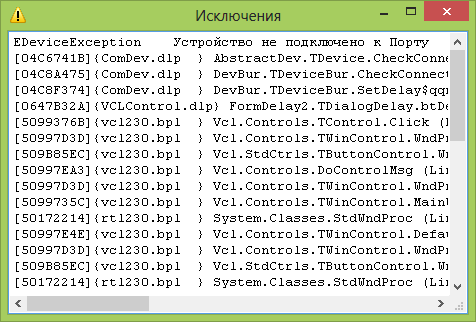 Исключения
EDeviceException    Устройство не подключено к Порту
[04C6741B]{ComDev.dlp  } AbstractDev.TDevice.CheckConne
[04C8A475]{DevBur.dlp  } DevBur.TDeviceBur.CheckConnect
[04C8F374]{DevBur.dlp  } DevBur.TDeviceBur.SetDelay$qqr
[0647B32A]{VCLControl.dlp} FormDelay2.TDialogDelay.btDe
[5099376B]{vcl230.bpl  } Vcl.Controls.TControl.Click (L
[50997D3D]{vcl230.bpl  } Vcl.Controls.TWinControl.WndPr
[509B85EC]{vcl230.bpl  } Vcl.StdCtrls.TButtonControl.Wn
[50997EA3]{vcl230.bpl  } Vcl.Controls.DoControlMsg (Lin
[50997D3D]{vcl230.bpl  } Vcl.Controls.TWinControl.WndPr
[5099735C]{vcl230.bpl  } Vcl.Controls.TWinControl.MainW
[50172214]{rtl230.bpl  } System.Classes.StdWndProc (Lin
[50997E4E]{vcl230.bpl  } Vcl.Controls.TWinControl.Defau
[50997D3D]{vcl230.bpl  } Vcl.Controls.TWinControl.WndPr
[509B85EC]{vcl230.bpl  } Vcl.StdCtrls.TButtonControl.Wn
[50172214]{rtl230.bpl  } System.Classes.StdWndProc (Lin